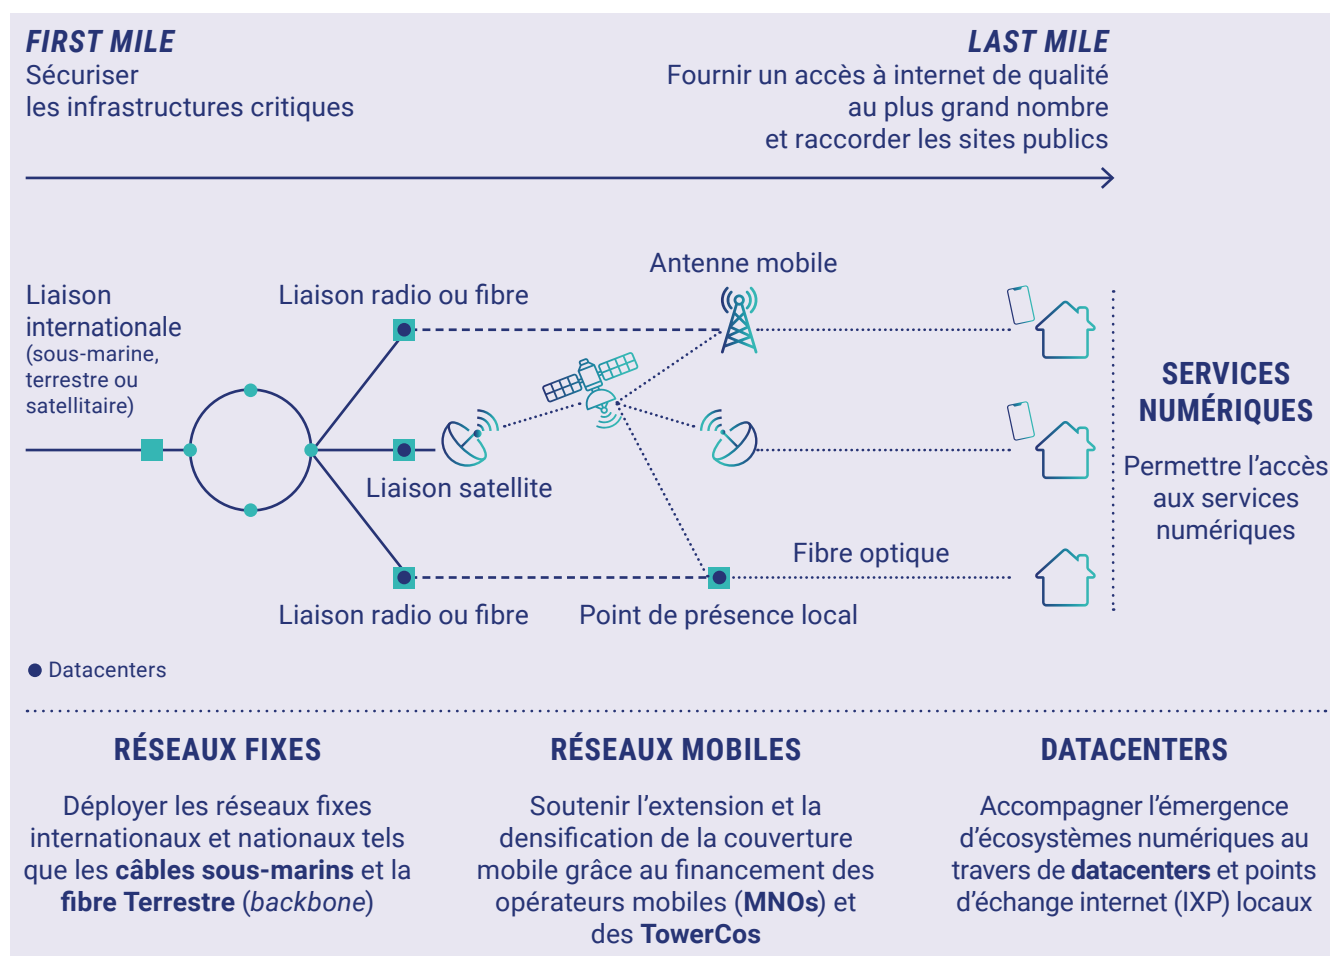 FIRST MILE
Sécuriser
les infrastructures critiques
LAST MILE
Fournir un accès à internet de qualité
au plus grand nombre
et raccorder les sites publics
Antenne mobile
Liaison
internationale
(sous-marine,
terrestre ou
satellitaire)
Liaison radio ou fibre
Liaison satellite
Fibre optique
Liaison radio ou fibre
Point de présence local
SERVICES
NUMÉRIQUES
Permettre l'accès
aux services
numériques
Datacenters
RÉSEAUX FIXES
Déployer les réseaux fixes
internationaux et nationaux tels
que les câbles sous-marins et la
fibre Terrestre (backbone)
RÉSEAUX MOBILES
Soutenir l'extension et la
densification de la couverture
mobile grâce au financement des
opérateurs mobiles (MNOs) et
des TowerCos
DATACENTERS
Accompagner l'émergence
d'écosystèmes numériques au
travers de datacenters et points
d'échange internet (IXP) locaux